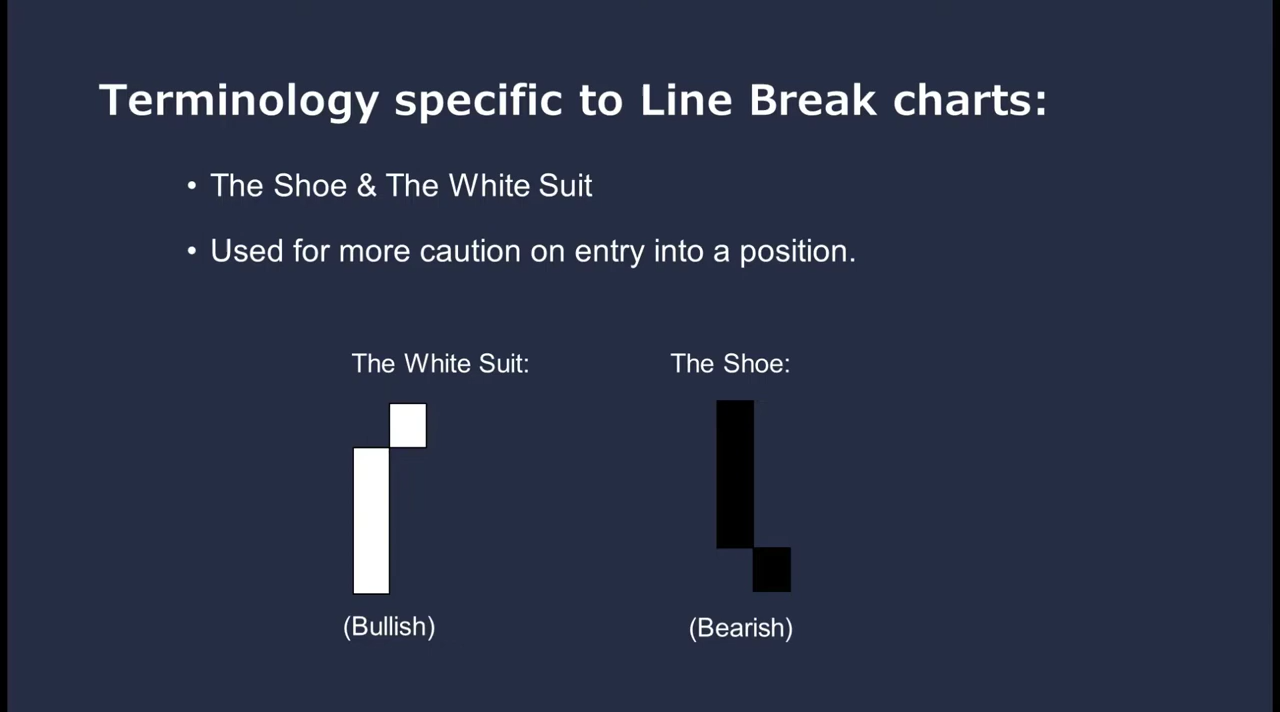 Terminology specific to Line Break charts:
• The Shoe & The White Suit
• Used for more caution on entry into a position.
The White Suit:
The Shoe:
(Bullish)
(Bearish)